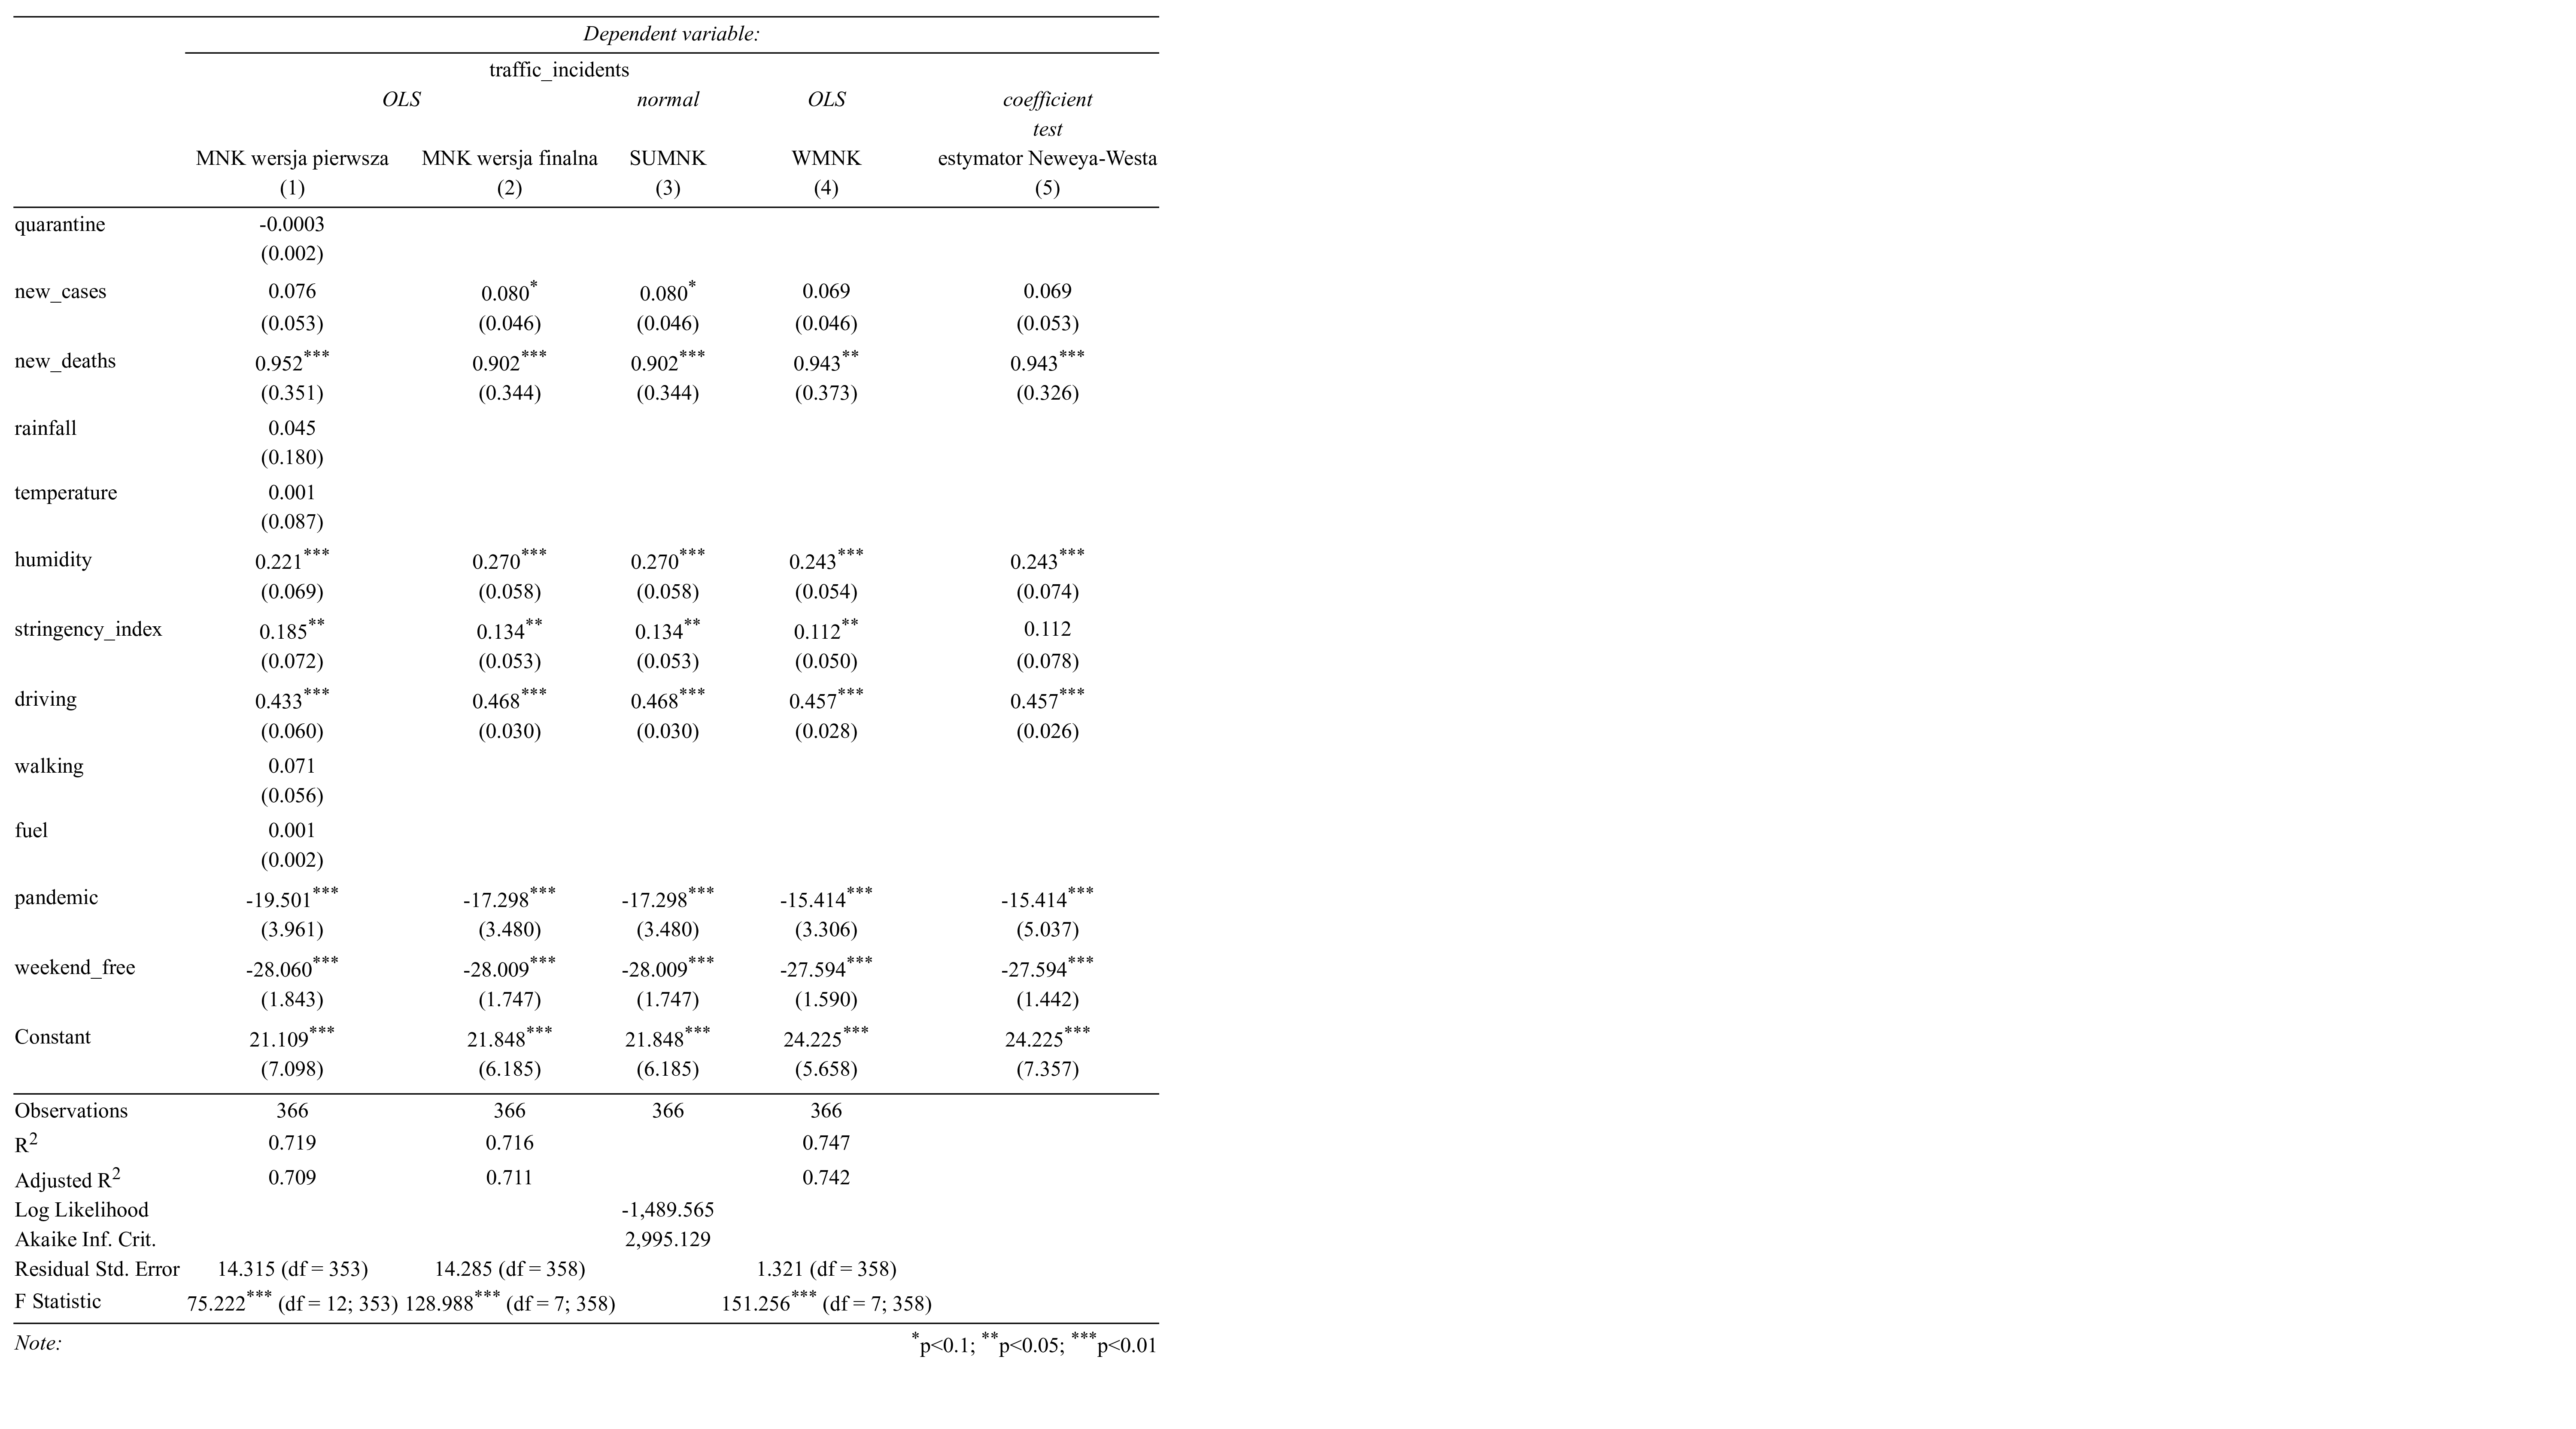 Dependent variable:
traffic_incidents
OLS normal OLS coefficient
test
MNK wersja pierwsza MNK wersja finalna SUMNK WMNK estymator Neweya-Westa
(1) (2) (3) (4) (5)
quarantine -0.0003
(0.002)
new_cases 0.076 0.080* 0.080* 0.069 0.069
(0.053) (0.046) (0.046) (0.046) (0.053)
new_deaths 0.952*** 0.902*** 0.902*** 0.943** 0.943***
(0.351) (0.344) (0.344) (0.373) (0.326)
rainfall 0.045
(0.180)
temperature 0.001
(0.087)
humidity 0.221*** 0.270*** 0.270*** 0.243*** 0.243***
(0.069) (0.058) (0.058) (0.054) (0.074)
stringency_index 0.185** 0.134** 0.134** 0.112** 0.112
(0.072) (0.053) (0.053) (0.050) (0.078)
driving 0.433*** 0.468*** 0.468*** 0.457*** 0.457***
(0.060) (0.030) (0.030) (0.028) (0.026)
walking 0.071
(0.056)
fuel 0.001
(0.002)
pandemic -19.501*** -17.298*** -17.298*** -15.414*** -15.414***
(3.961) (3.480) (3.480) (3.306) (5.037)
weekend_free -28.060*** -28.009*** -28.009*** -27.594*** -27.594***
(1.843) (1.747) (1.747) (1.590) (1.442)
Constant 21.109*** 21.848*** 21.848*** 24.225*** 24.225***
(7.098) (6.185) (6.185) (5.658) (7.357)
Observations 366 366 366 366
R2 0.719 0.716 0.747
Adjusted R2 0.709 0.711 0.742
Log Likelihood -1,489.565
Akaike Inf. Crit. 2,995.129
Residual Std. Error 14.315 (df = 353) 14.285 (df = 358) 1.321 (df = 358)
F Statistic 75.222*** (df = 12; 353) 128.988*** (df = 7; 358) 151.256*** (df = 7; 358)
Note: *p<0.1; **p<0.05; ***p<0.01